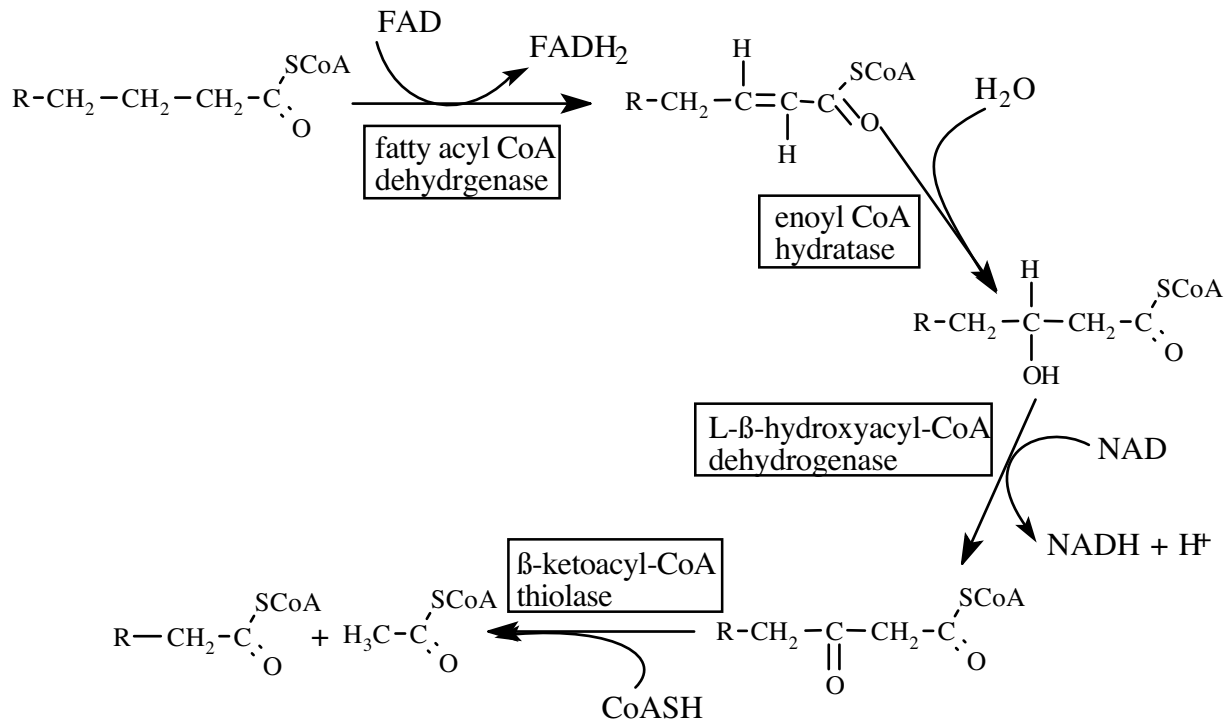 FAD
FADH₂
SCoA
R–CH₂–CH₂–CH₂–C
O
fatty acyl CoA
dehydrgenase
H
SCoA
R–CH₂–C=C–C
O
H
H₂O
enoyl CoA
hydratase
H
SCoA
R–CH₂–C–CH₂–C
O
OH
L-ß-hydroxyacyl-CoA
dehydrogenase
NAD
NADH + H⁺
ß-ketoacyl-CoA
thiolase
SCoA
R–CH₂–C–CH₂–C
O
O
CoASH
SCoA
R–CH₂–C
O
+
SCoA
H₃C–C
O